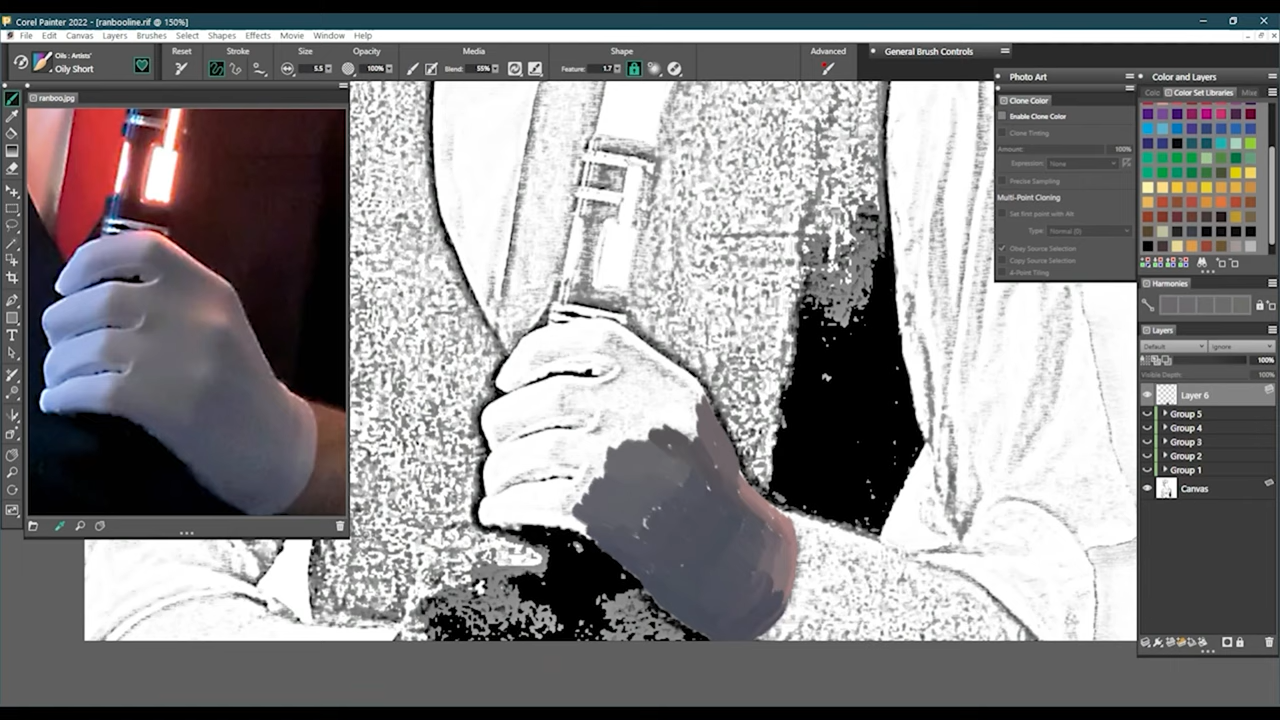 Corel Painter 2022 - [ranbooline.rif @ 150%]
File Edit Canvas Layers Brushes Select Shapes Effects Movie Window Help
Oils : Artists'
Oily Short
Reset Stroke Size Opacity Media Shape Advanced
5.5 100% Blend: 55% Feature: 1.7
General Brush Controls
ranboo.jpg
Photo Art
Clone Color
Enable Clone Color
Clone Tinting
Amount: 100%
Expression: None
Precise Sampling
Multi-Point Cloning
Set first point with Alt
Type: Normal (0)
Obey Source Selection
Copy Source Selection
4-Point Tiling
Color and Layers
Colc Color Set Libraries Mixe
Harmonies
Layers
Default Ignore
100%
Visible Depth: 100%
Layer 6
Group 5
Group 4
Group 3
Group 2
Group 1
Canvas